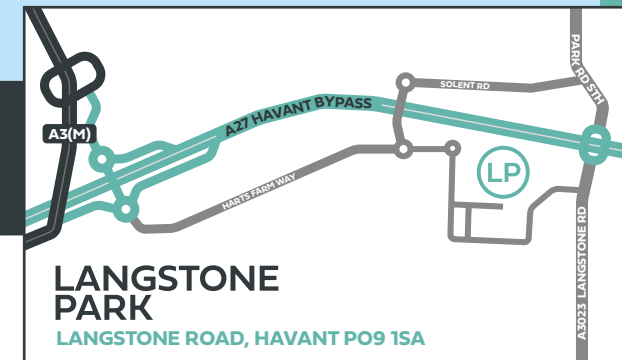 PARK RD STH
SOLENT RD
A27 HAVANT BYPASS
A3(M)
LP
HARTS FARM WAY
A3023 LANGSTONE RD
LANGSTONE
PARK
LANGSTONE ROAD, HAVANT PO9 1SA